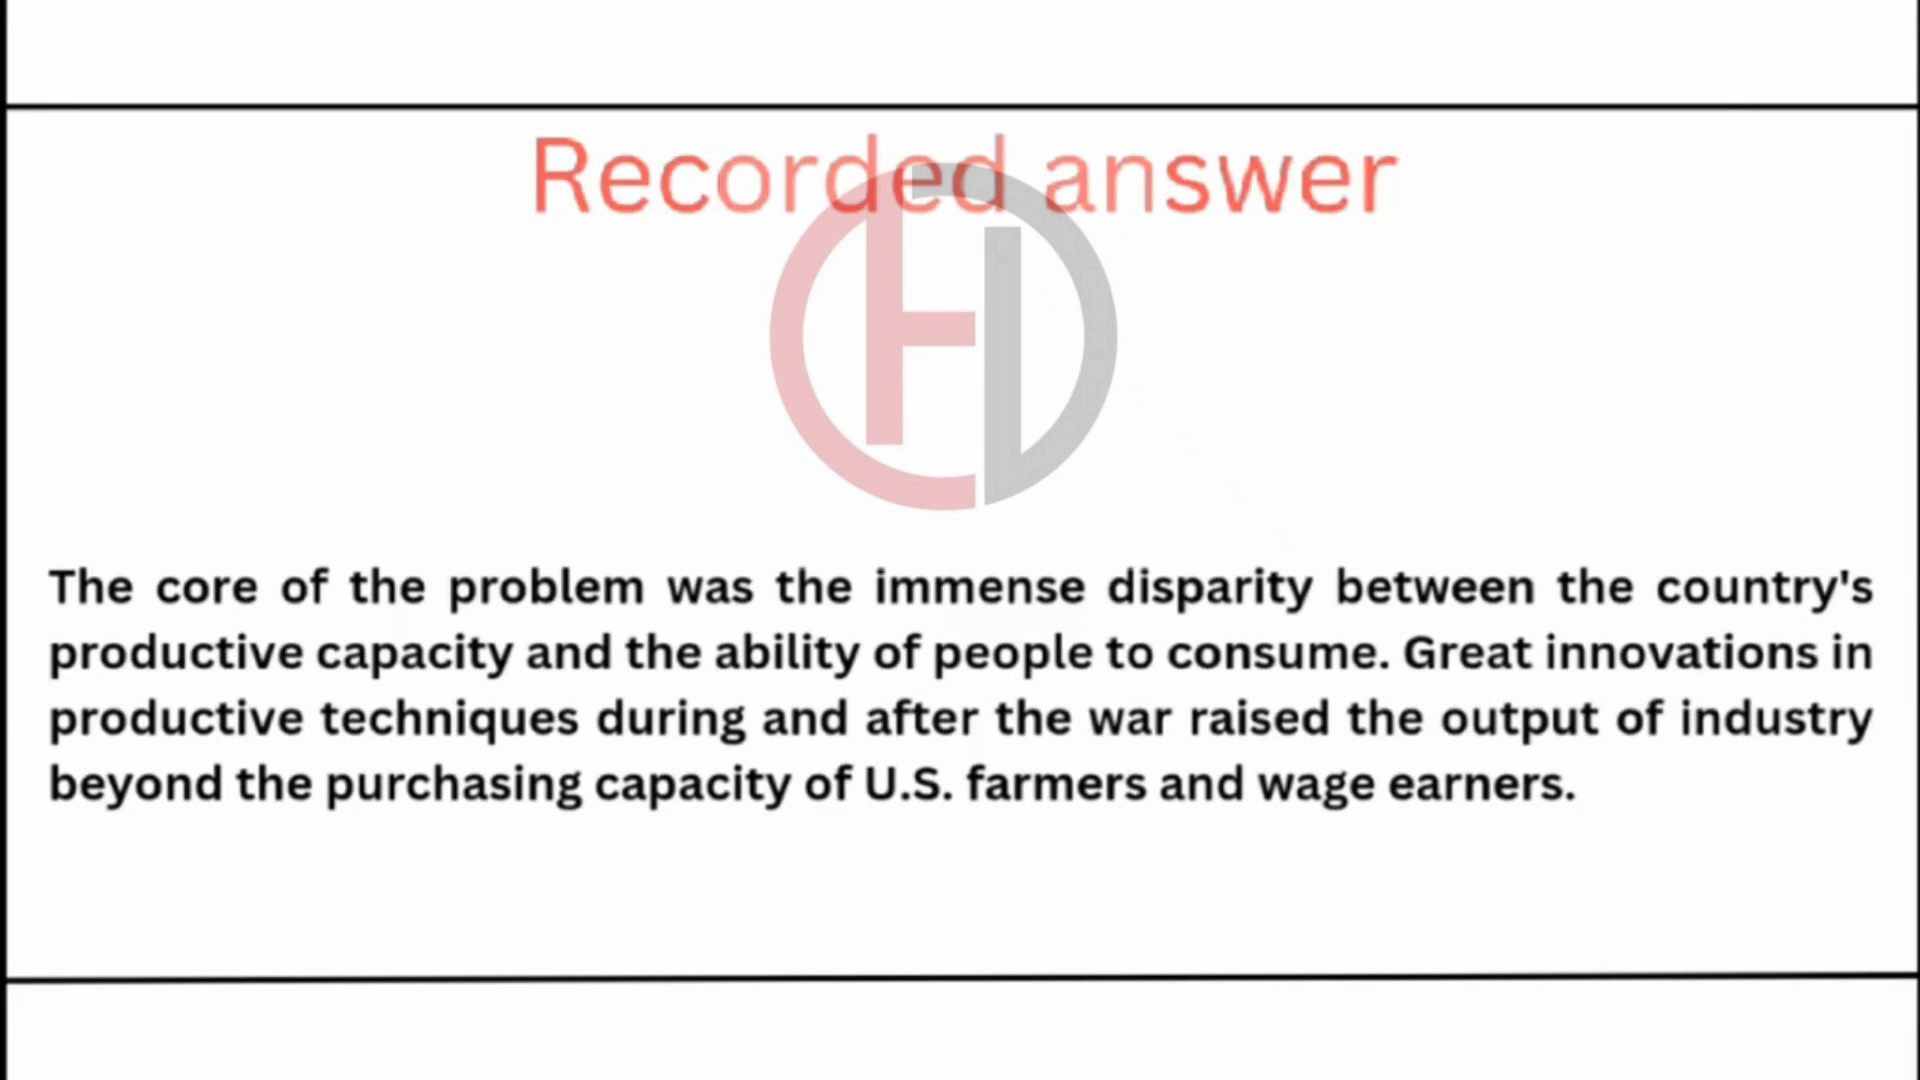 Recorded answer
The core of the problem was the immense disparity between the country's
productive capacity and the ability of people to consume. Great innovations in
productive techniques during and after the war raised the output of industry
beyond the purchasing capacity of U.S. farmers and wage earners.